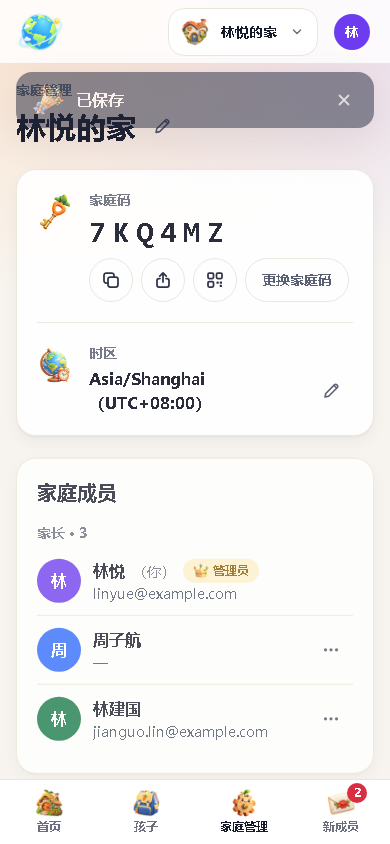 林悦的家
林
家庭管理
已保存
林悦的家
家庭码
7KQ4MZ
更换家庭码
时区
Asia/Shanghai
(UTC+08:00)
家庭成员
家长 • 3
林
林悦 (你) 管理员
linyue@example.com
周
周子航
—
林
林建国
jianguo.lin@example.com
2
首页
孩子
家庭管理
新成员